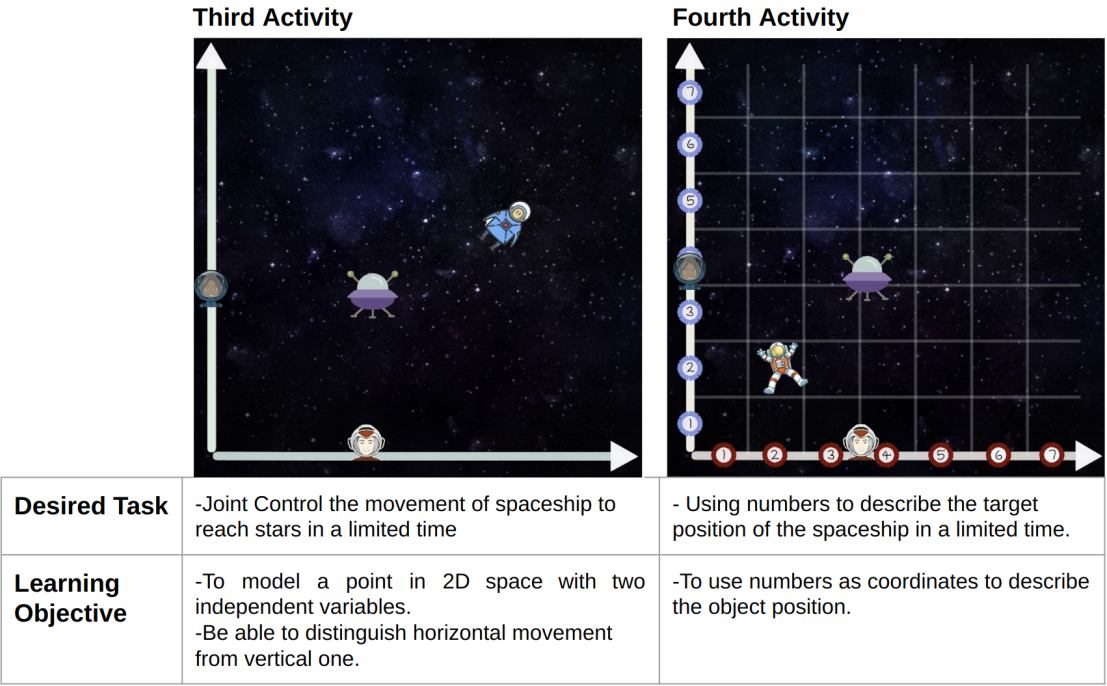 Third Activity
Fourth Activity
7
6
5
3
2
1
1 2 3 4 5 6 7
Desired Task
-Joint Control the movement of spaceship to
reach stars in a limited time
- Using numbers to describe the target
position of the spaceship in a limited time.
Learning
Objective
-To model a point in 2D space with two
independent variables.
-Be able to distinguish horizontal movement
from vertical one.
-To use numbers as coordinates to describe
the object position.